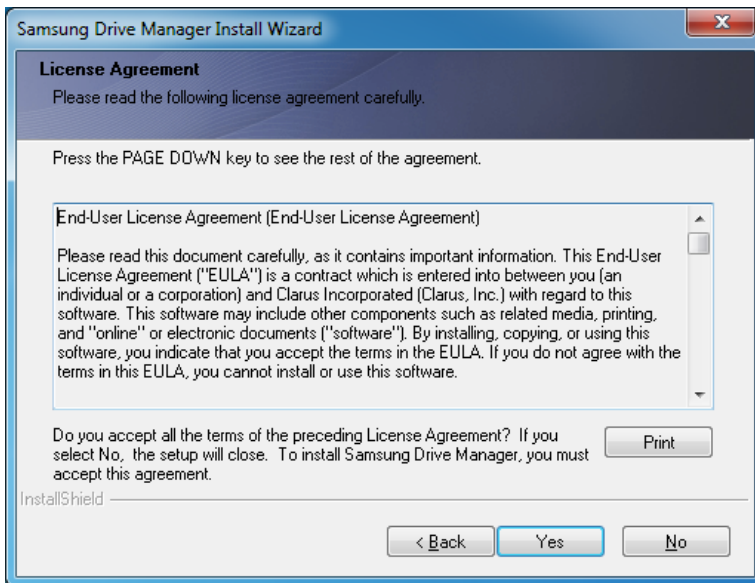 Samsung Drive Manager Install Wizard
License Agreement
Please read the following license agreement carefully.
Press the PAGE DOWN key to see the rest of the agreement.
End-User License Agreement (End-User License Agreement)
Please read this document carefully, as it contains important information. This End-User
License Agreement ("EULA") is a contract which is entered into between you (an
individual or a corporation) and Clarus Incorporated (Clarus, Inc.) with regard to this
software. This software may include other components such as related media, printing,
and "online" or electronic documents ("software"). By installing, copying, or using this
software, you indicate that you accept the terms in the EULA. If you do not agree with the
terms in this EULA, you cannot install or use this software.
Do you accept all the terms of the preceding License Agreement? If you
select No, the setup will close. To install Samsung Drive Manager, you must
accept this agreement.
Print
InstallShield
< Back
Yes
No